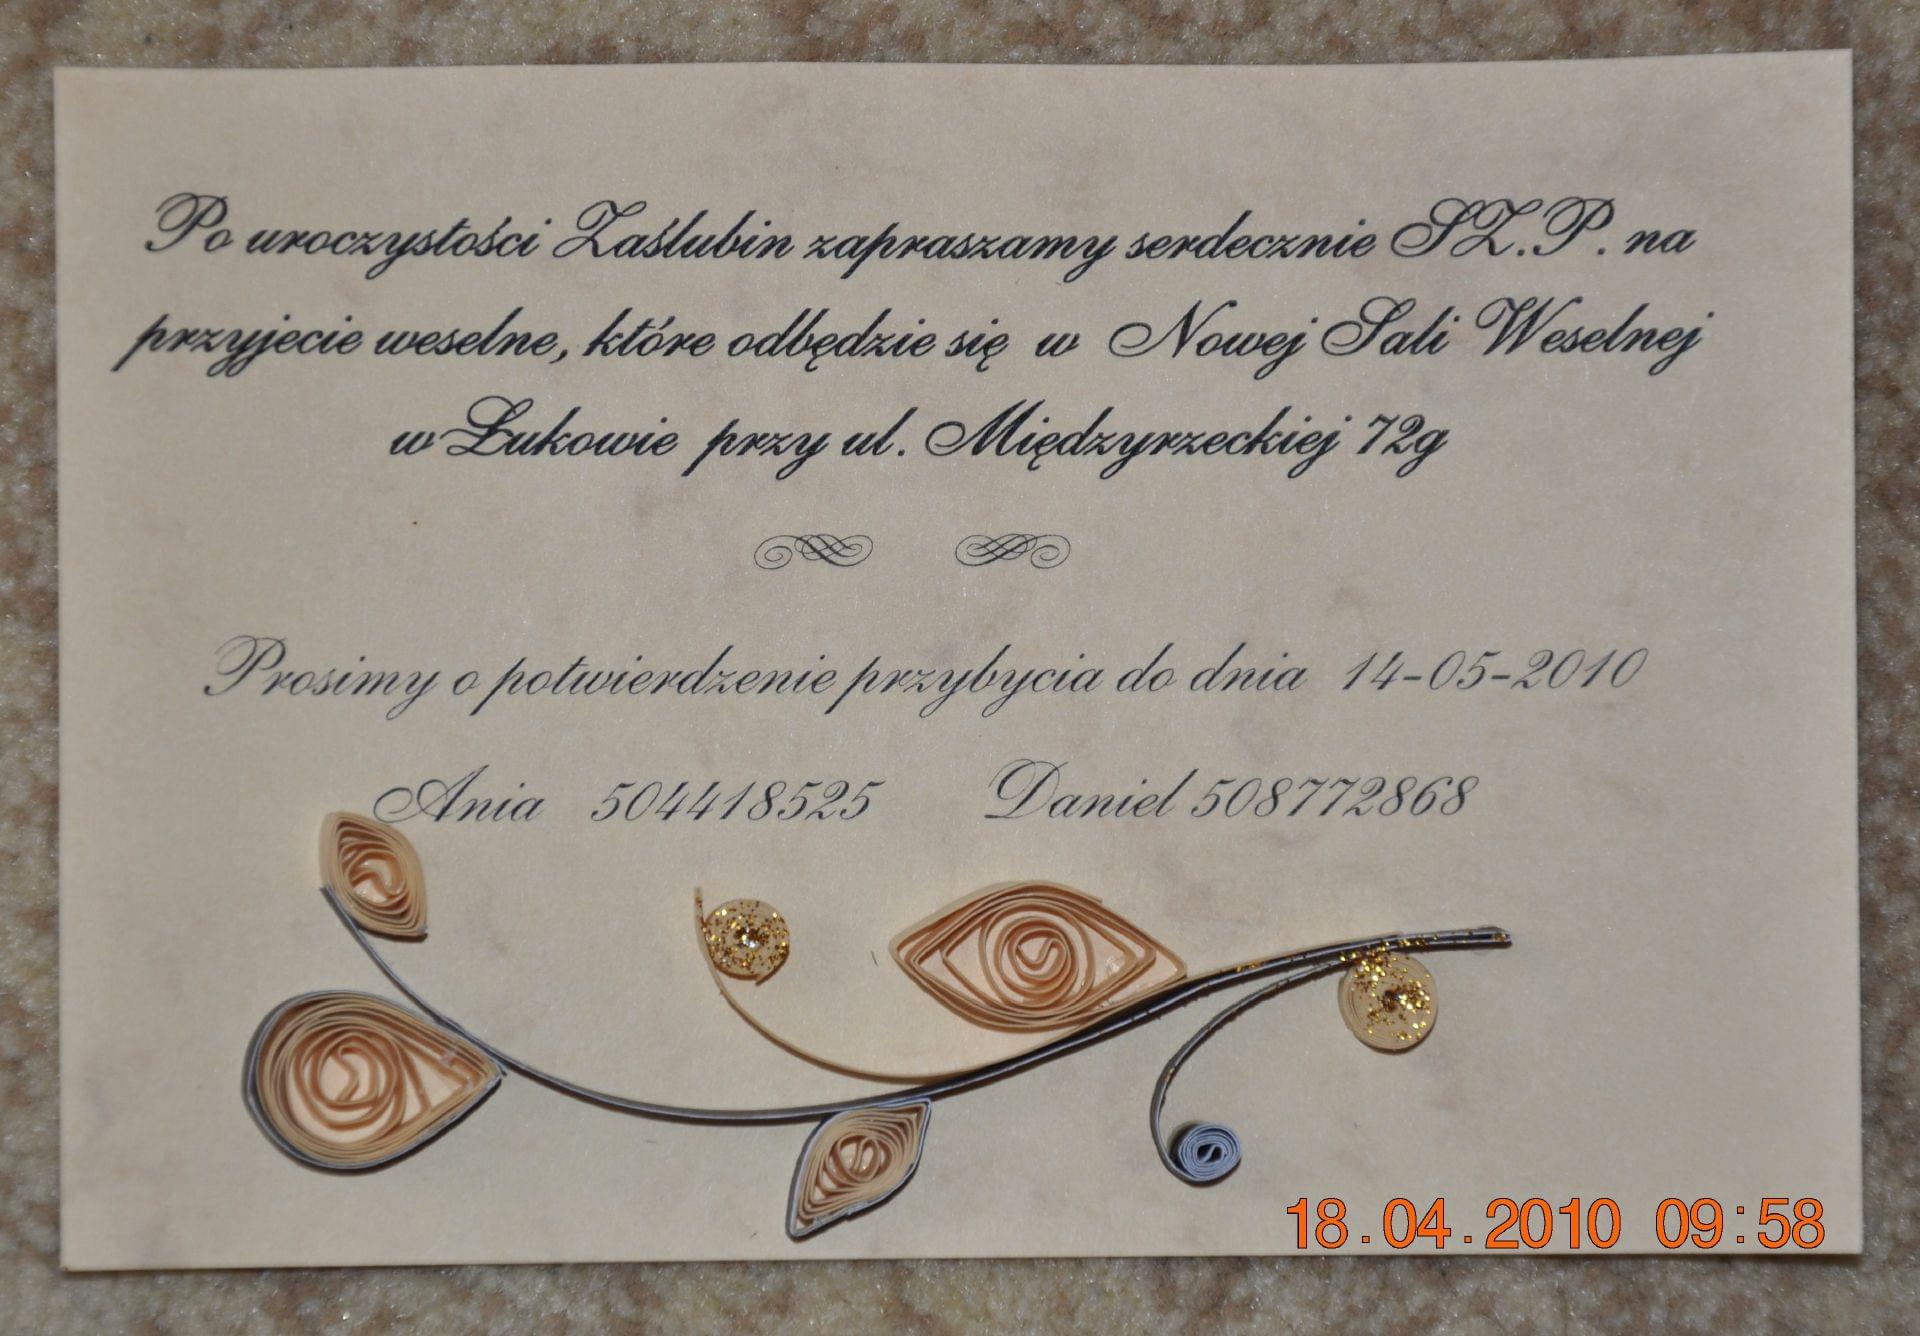 Po uroczystości Zaślubin zapraszamy serdecznie SZ.P. na
przyjecie weselne, które odbędzie się w Nowej Sali Weselnej
w Łukowie przy ul. Międzyrzeckiej 72g
Prosimy o potwierdzenie przybycia do dnia 14-05-2010
Ania 504418525 Daniel 508772868
18.04.2010 09:58